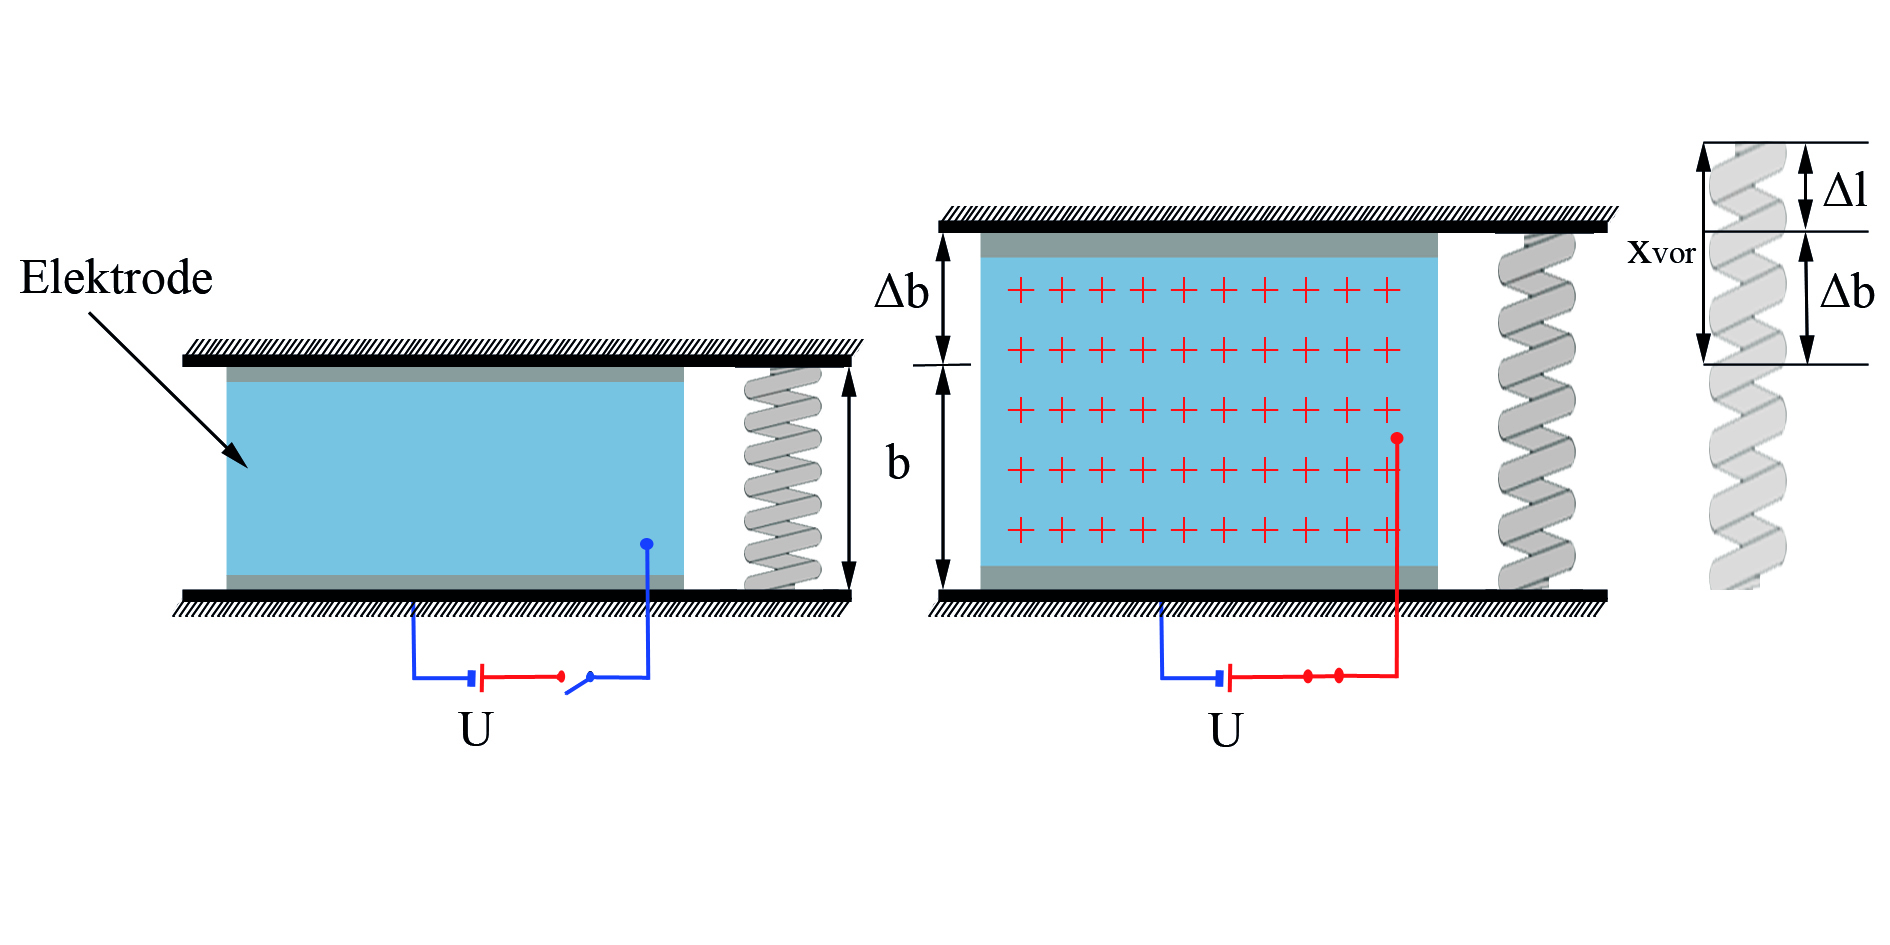 Elektrode
U
Δb
b
U
xvor
Δl
Δb